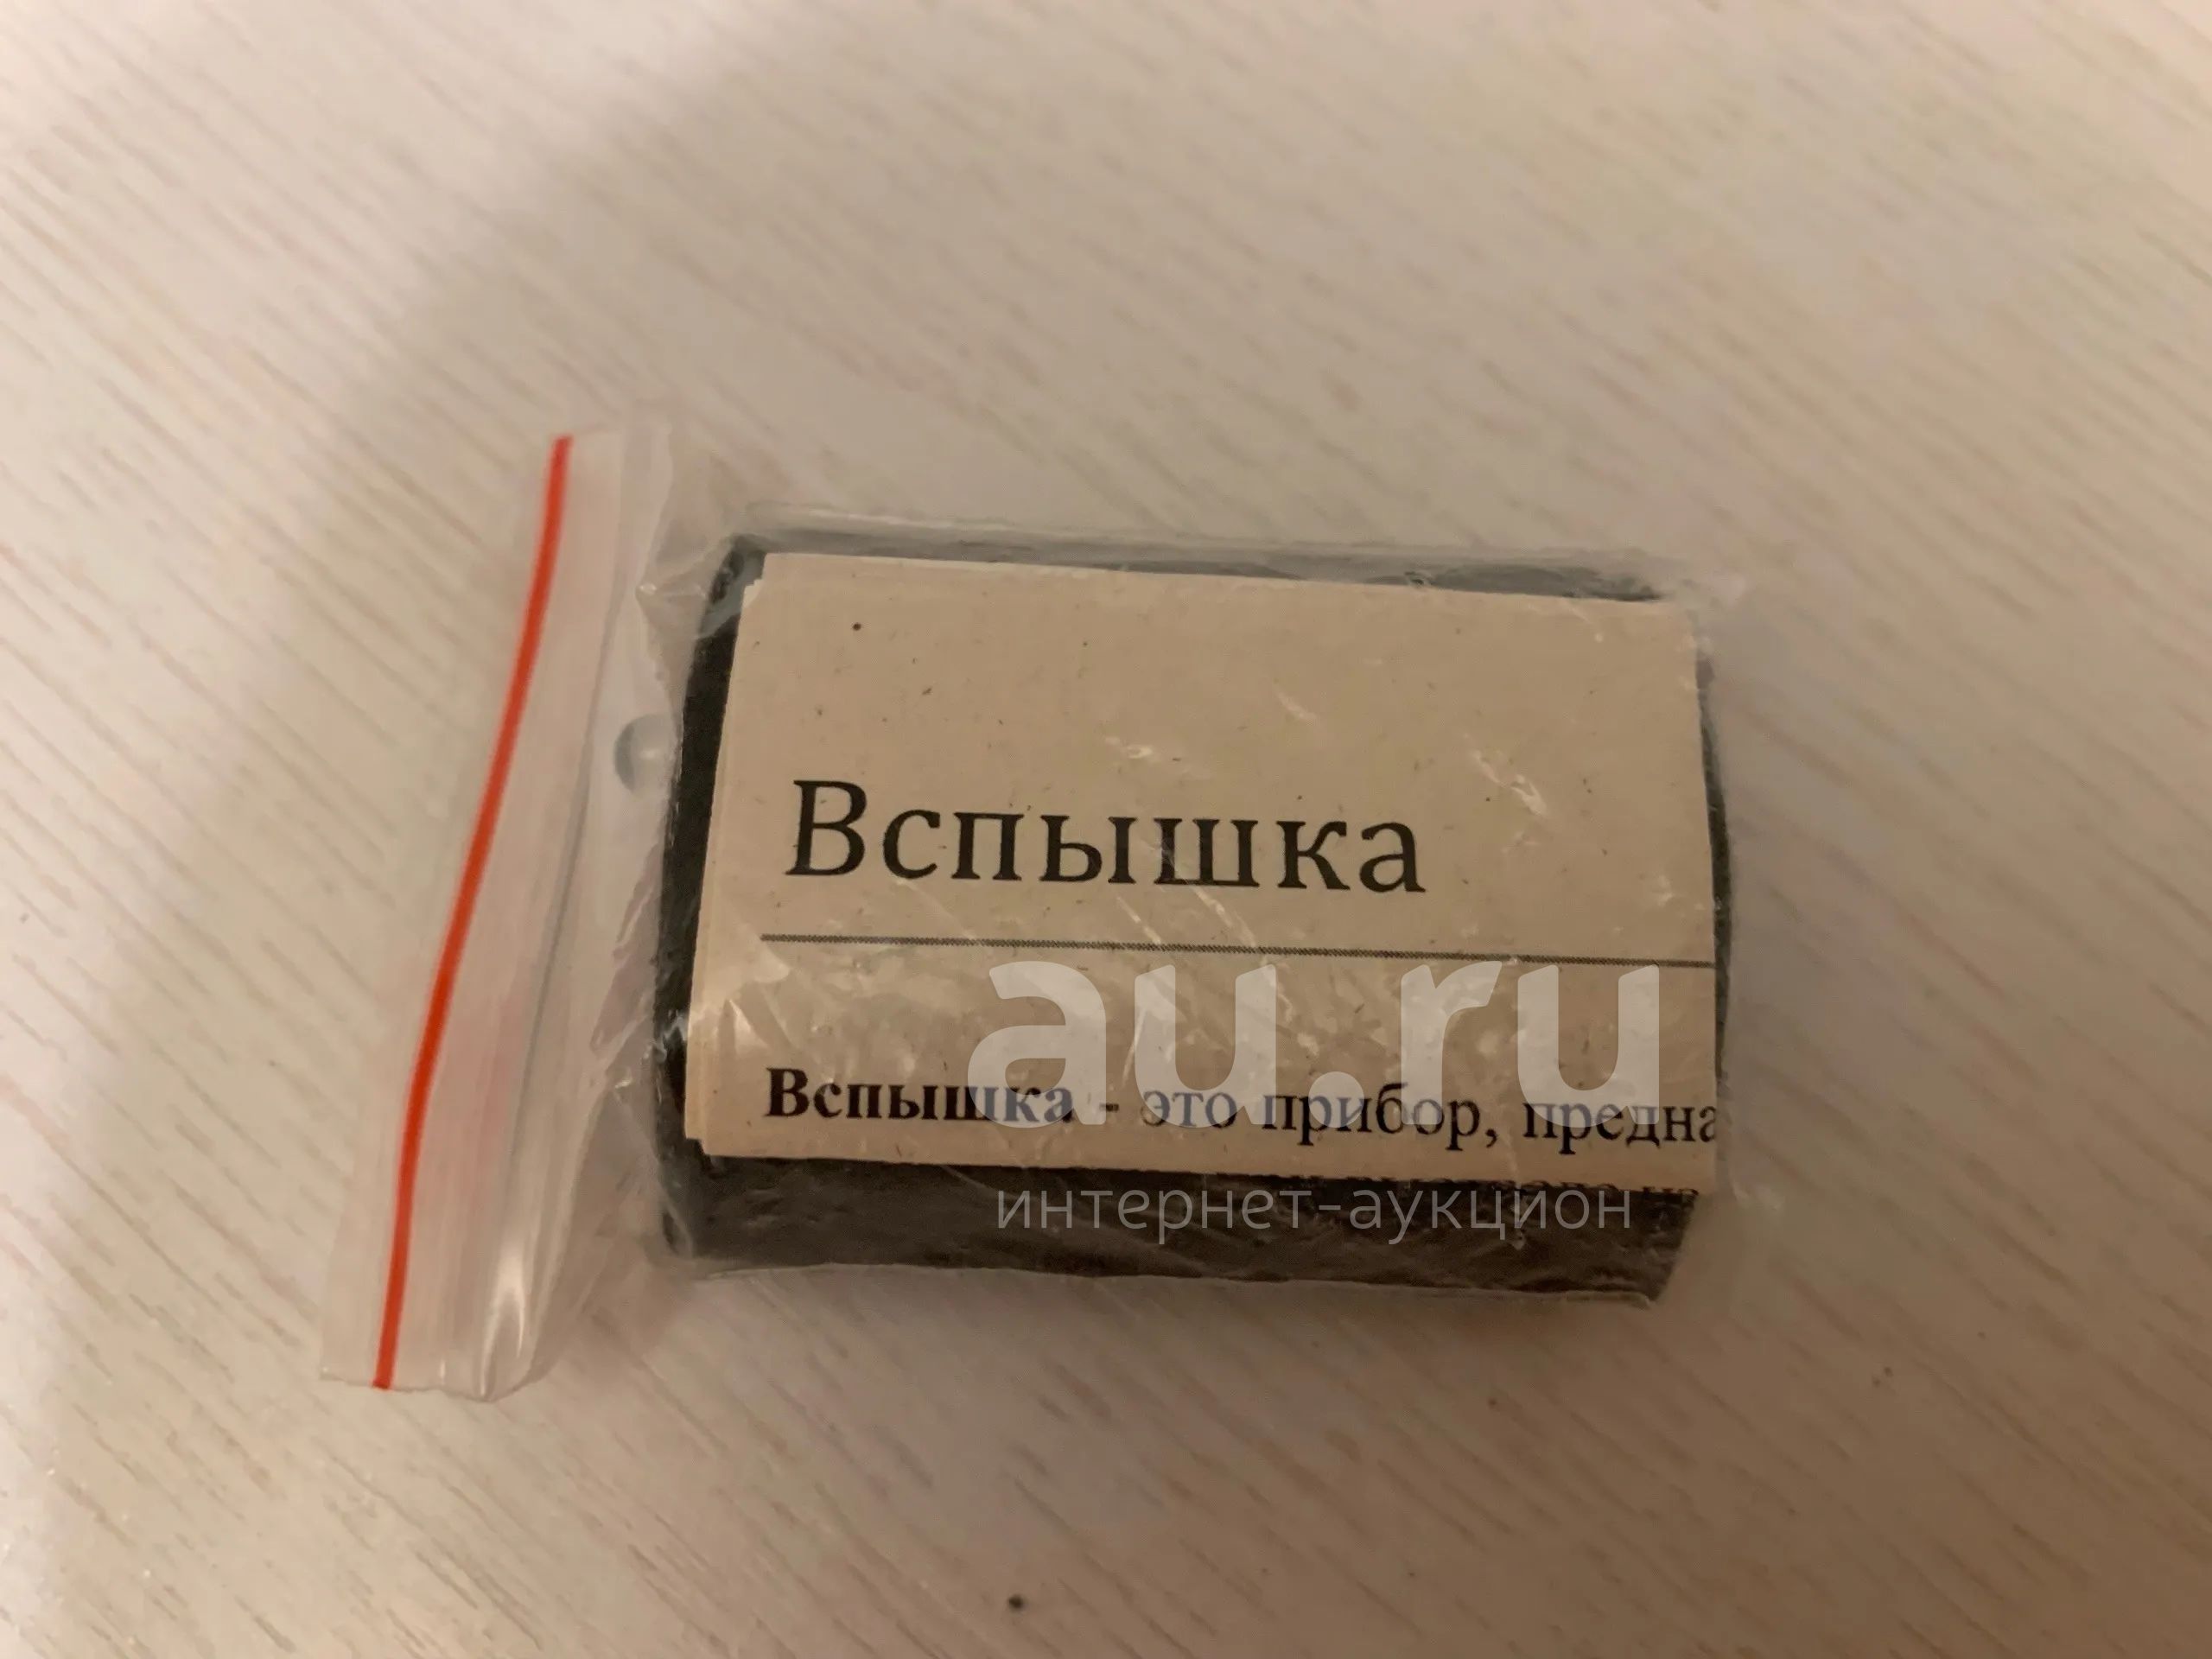 Вспышка
au.ru
Вспышка - это прибор, предна
интернет-аукцион